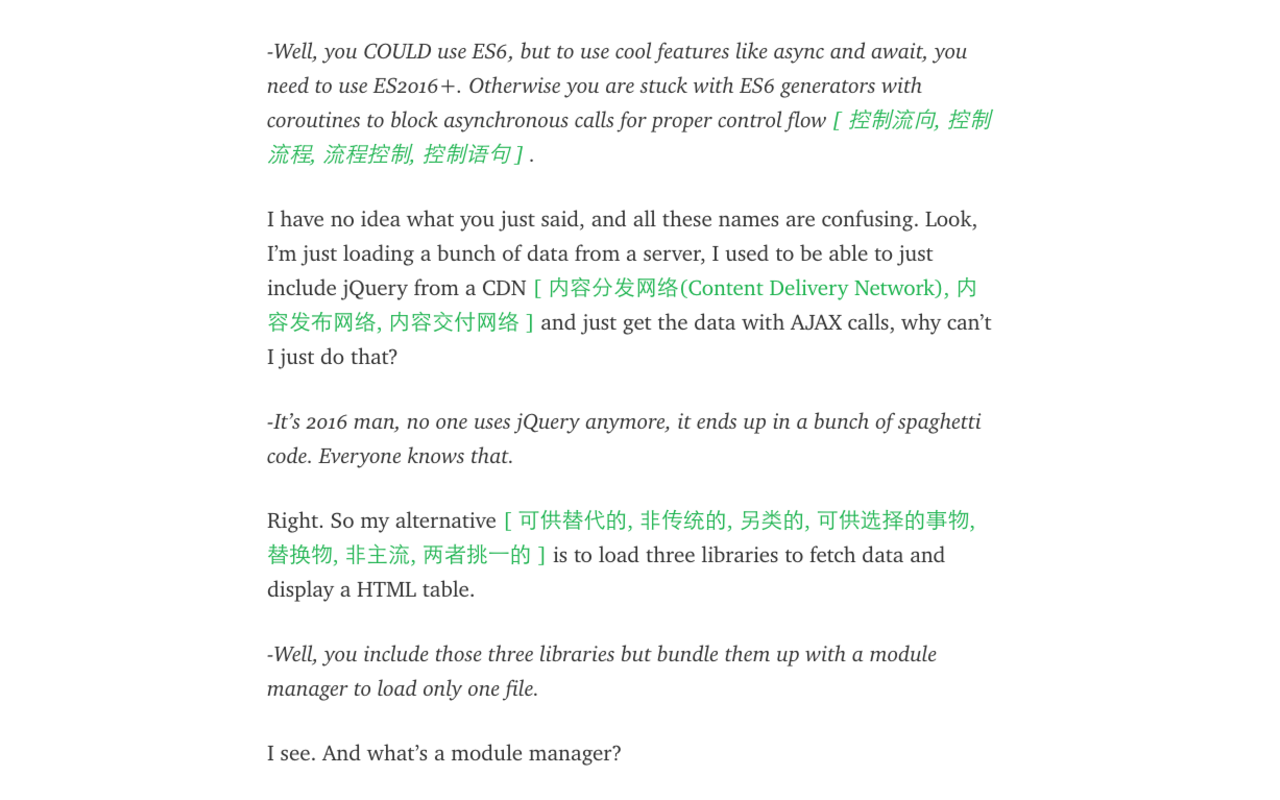 -Well, you COULD use ES6, but to use cool features like async and await, you
need to use ES2016+. Otherwise you are stuck with ES6 generators with
coroutines to block asynchronous calls for proper control flow [ 控制流向, 控制
流程, 流程控制, 控制语句 ] .
I have no idea what you just said, and all these names are confusing. Look,
I’m just loading a bunch of data from a server, I used to be able to just
include jQuery from a CDN [ 内容分发网络(Content Delivery Network), 内
容发布网络, 内容交付网络 ] and just get the data with AJAX calls, why can’t
I just do that?
-It’s 2016 man, no one uses jQuery anymore, it ends up in a bunch of spaghetti
code. Everyone knows that.
Right. So my alternative [ 可供替代的, 非传统的, 另类的, 可供选择的事物,
替换物, 非主流, 两者挑一的 ] is to load three libraries to fetch data and
display a HTML table.
-Well, you include those three libraries but bundle them up with a module
manager to load only one file.
I see. And what’s a module manager?